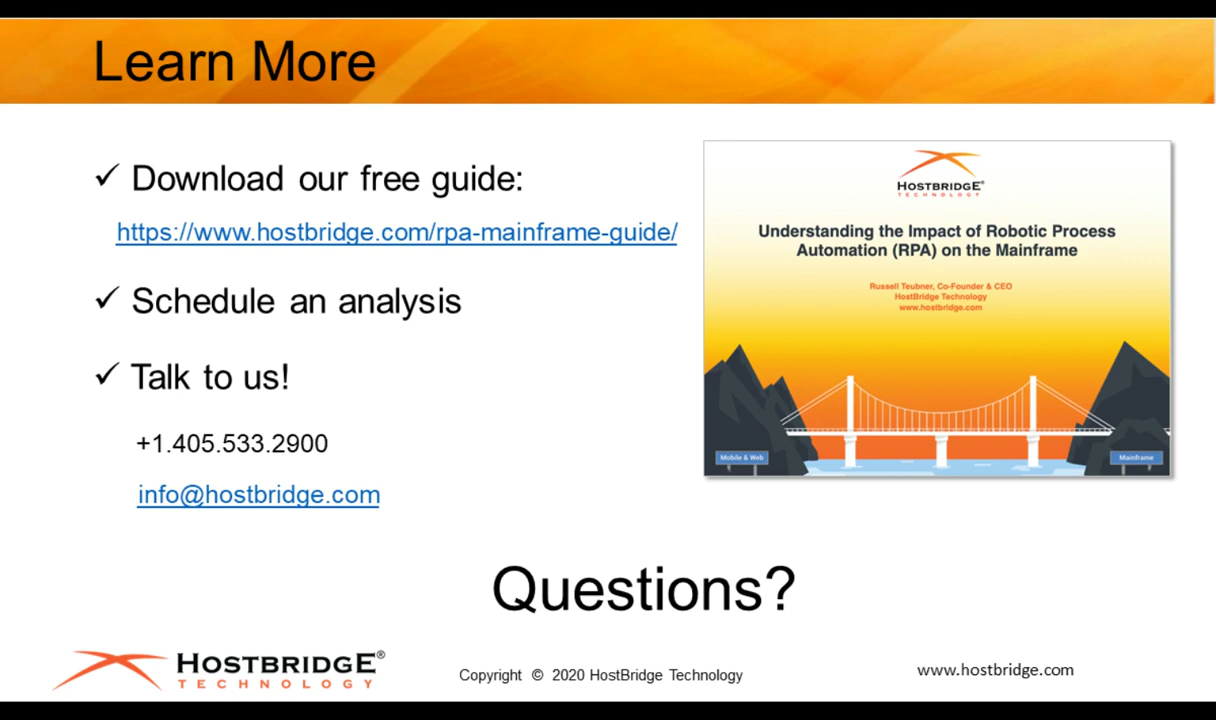 Learn More
✓ Download our free guide:
https://www.hostbridge.com/rpa-mainframe-guide/
✓ Schedule an analysis
✓ Talk to us!
+1.405.533.2900
info@hostbridge.com
HOSTBRIDGE®
TECHNOLOGY
Understanding the Impact of Robotic Process
Automation (RPA) on the Mainframe
Russell Teubner, Co-Founder & CEO
HostBridge Technology
www.hostbridge.com
Mobile & Web
Mainframe
Questions?
HOSTBRIDGE®
TECHNOLOGY
Copyright © 2020 HostBridge Technology
www.hostbridge.com